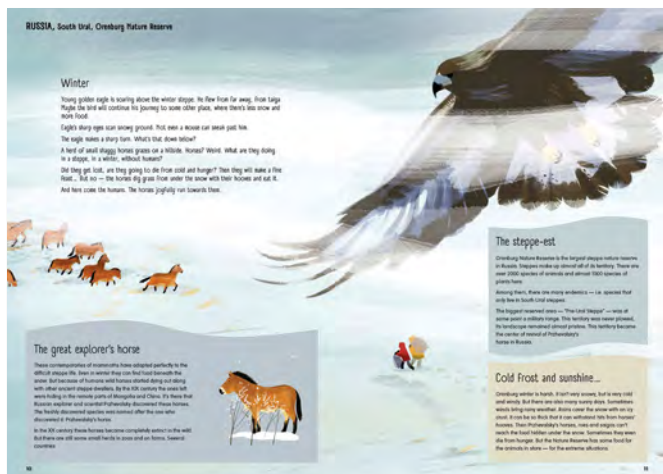 RUSSIA, South Ural, Orenburg Nature Reserve
Winter
Young golden eagle is soaring above the winter steppe. He flew from far away, from taiga.
Maybe the bird will continue his journey to some other place, where there's less snow and
more food.
Eagle's sharp eyes scan snowy ground. Not even a mouse can sneak past him.
The eagle makes a sharp turn. What's that down below?
A herd of small shaggy horses grazes on a hillside. Horses? Weird. What are they doing
in a steppe, in a winter, without humans?
Did they get lost, are they going to die from cold and hunger? Then they will make a fine
feast... But no — the horses dig grass from under the snow with their hooves and eat it.
And here come the humans. The horses joyfully run towards them.
The great explorer's horse
These contemporaries of mammoths have adapted perfectly to the
difficult steppe life. Even in winter they can find food beneath the
snow. But because of humans wild horses started dying out along
with other ancient steppe dwellers. By the XIX century the ones left
were hiding in the remote parts of Mongolia and China. It's there that
Russian explorer and scientist Przhevalsky discovered these horses.
The freshly discovered species was named after the one who
discovered it: Przhevalsky's horse.
In the XX century these horses became completely extinct in the wild.
But there are still some small herds in zoos and on farms. Several
countries
The steppe-est
Orenburg Nature Reserve is the largest steppe nature reserve
in Russia. Steppes make up almost all of its territory. There are
over 2000 species of animals and almost 1000 species of
plants here.
Among them, there are many endemics — i.e. species that
only live in South Ural steppes.
The biggest reserved area — "Pre-Ural Steppe" — was at
some point a military range. This territory was never plowed,
its landscape remained almost pristine. This territory became
the center of revival of Przhevalsky's
horse in Russia.
Cold frost and sunshine...
Orenburg winter is harsh. It isn't very snowy, but is very cold
and windy. But there are also many sunny days. Sometimes
winds bring rainy weather. Rains cover the snow with an icy
crust. It can be so thick that it can withstand hits from horses'
hooves. Then Przhevalsky's horses, roes and saigas can't
reach the food hidden under the snow. Sometimes they even
die from hunger. But the Nature Reserve has some food for
the animals in store — for the extreme situations.